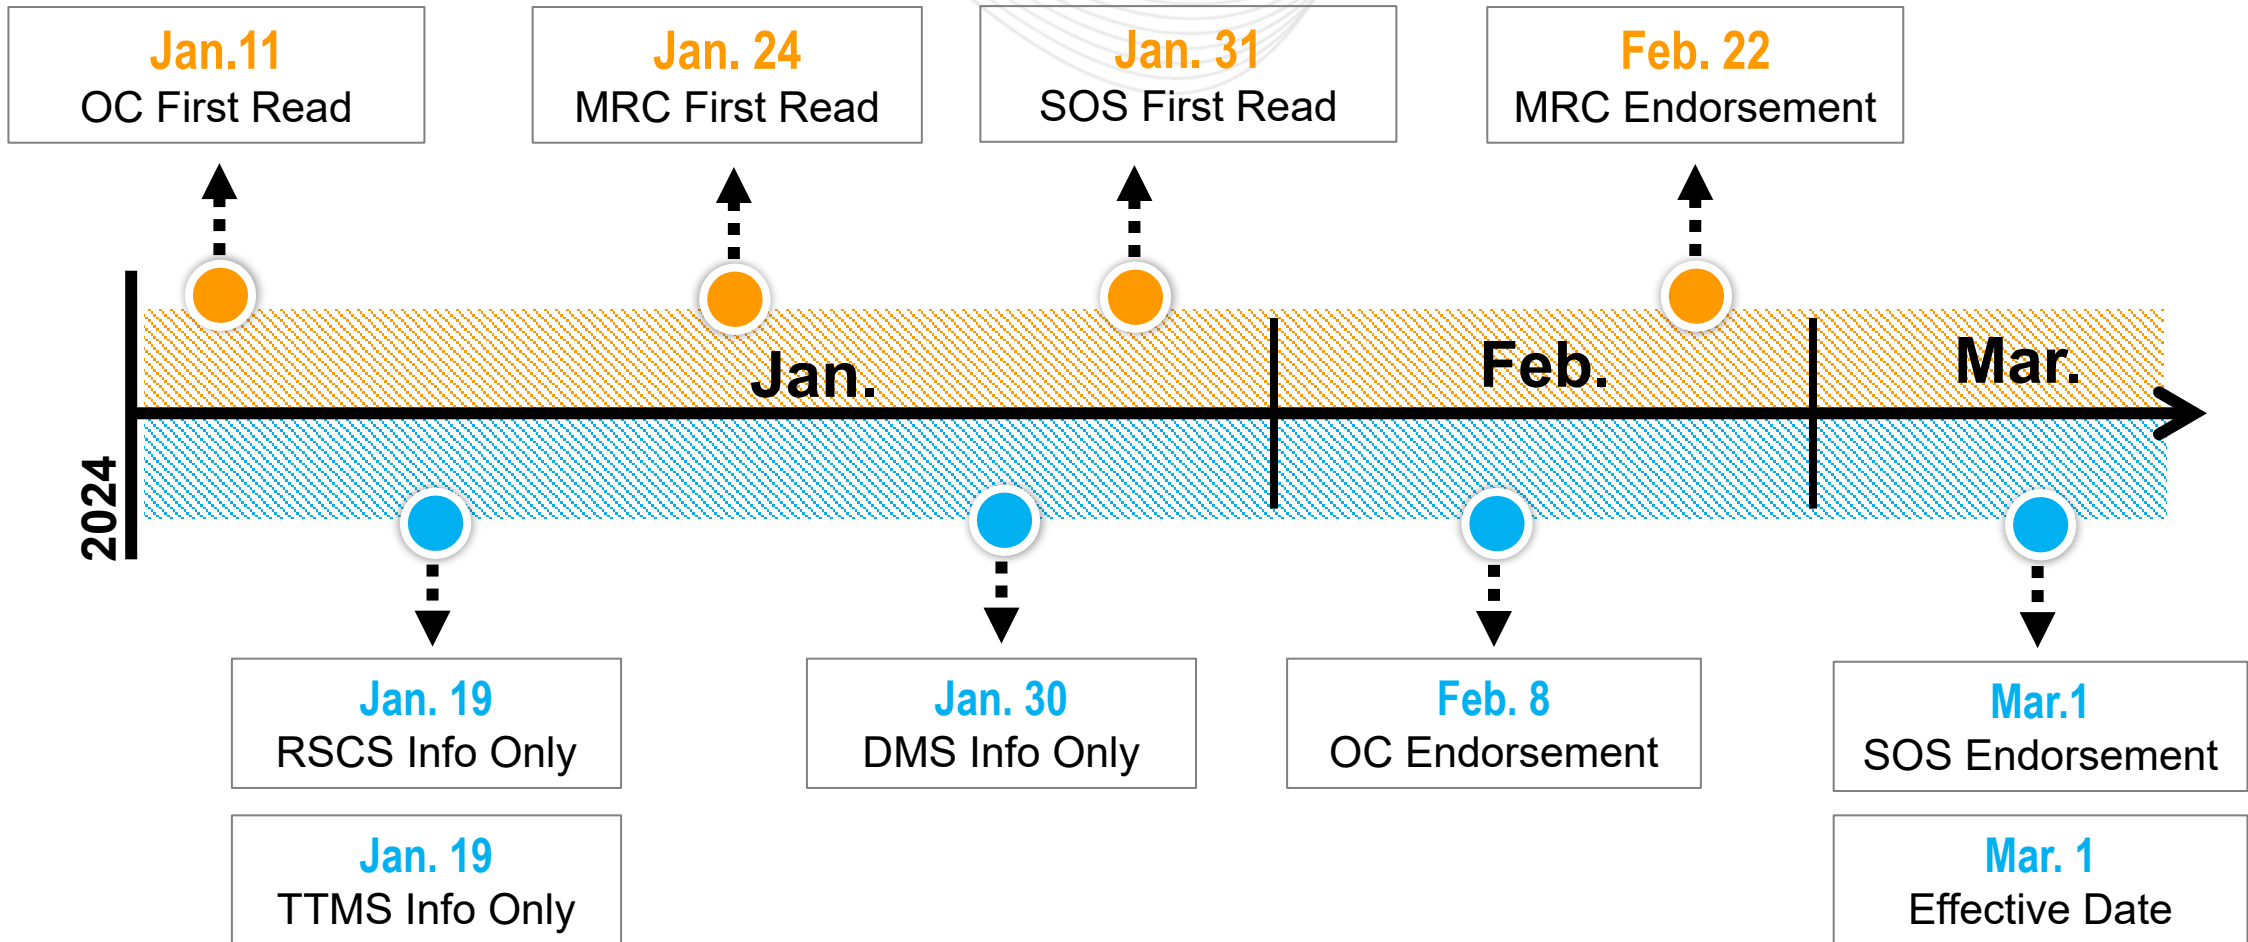 Jan.11
OC First Read
Jan. 24
MRC First Read
Jan. 31
SOS First Read
Feb. 22
MRC Endorsement
Jan.
Feb.
Mar.
2024
Jan. 19
RSCS Info Only
Jan. 19
TTMS Info Only
Jan. 30
DMS Info Only
Feb. 8
OC Endorsement
Mar.1
SOS Endorsement
Mar. 1
Effective Date